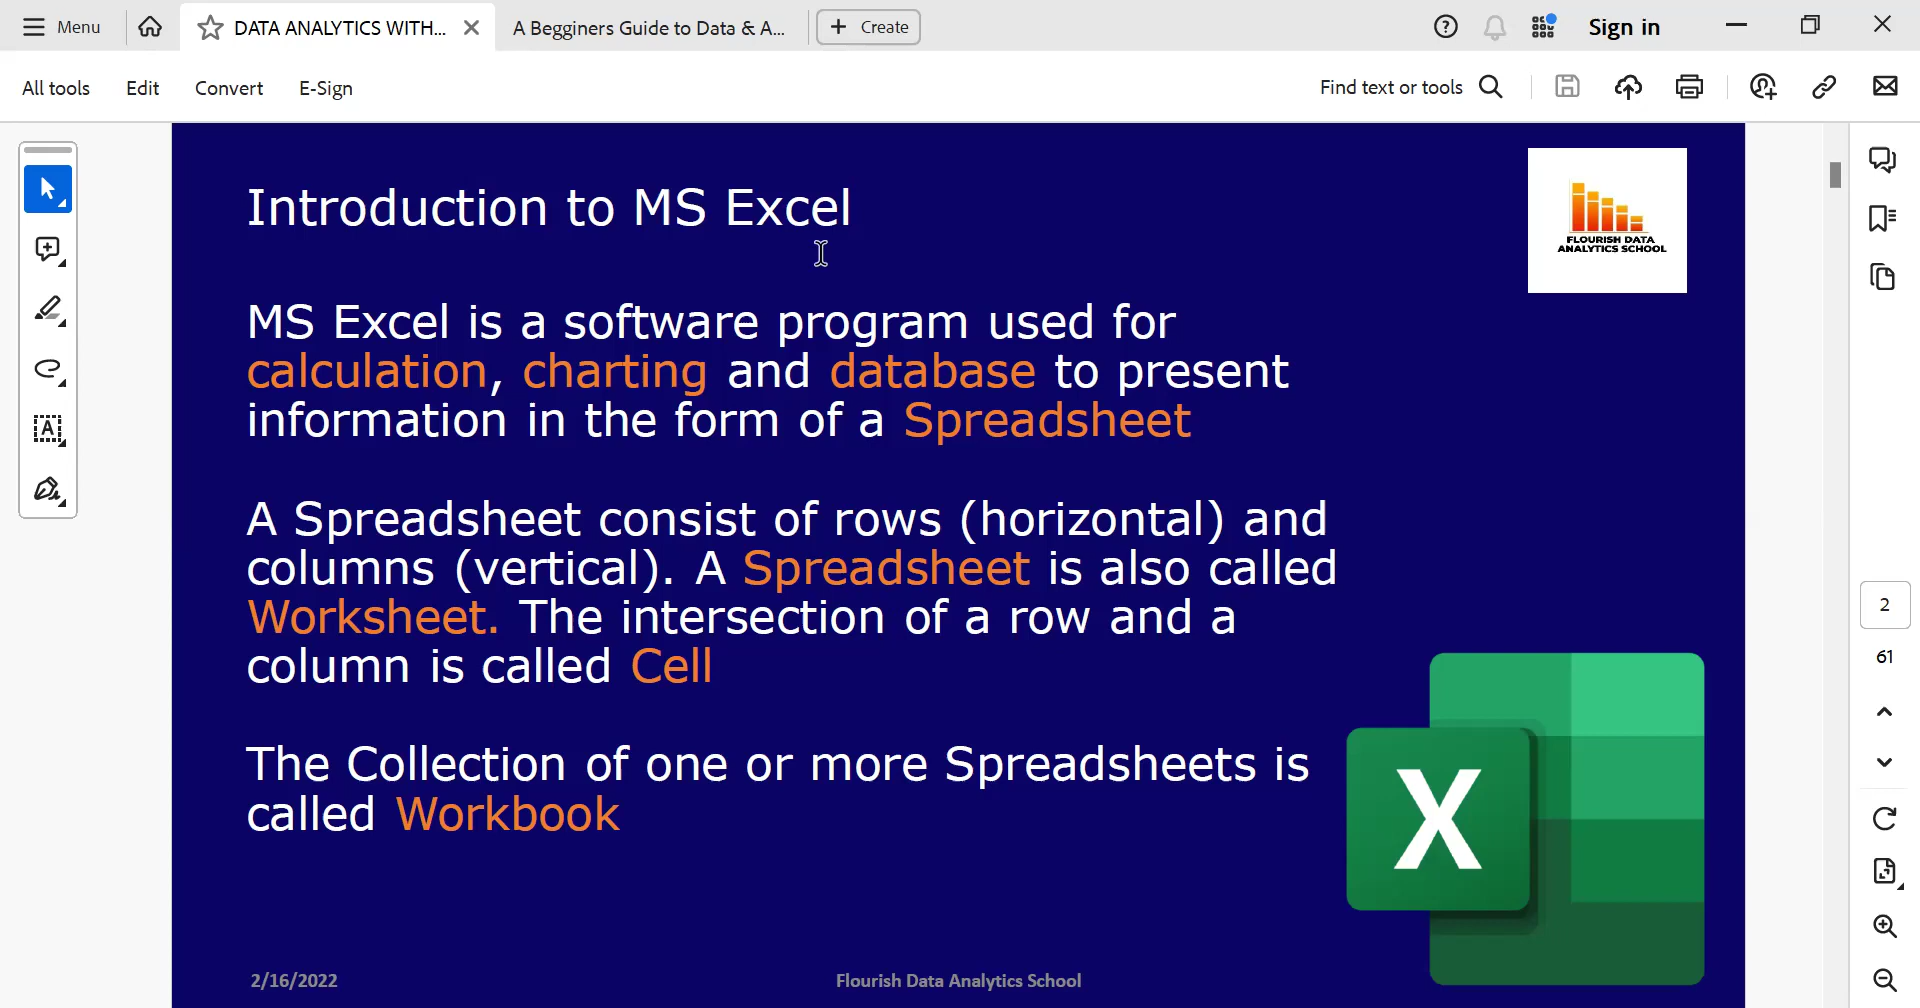 Menu
DATA ANALYTICS WITH...
A Begginers Guide to Data & A...
Create
Sign in
All tools
Edit
Convert
E-Sign
Find text or tools
Introduction to MS Excel
FLOURISH DATA
ANALYTICS SCHOOL
MS Excel is a software program used for
calculation, charting and database to present
information in the form of a Spreadsheet
A Spreadsheet consist of rows (horizontal) and
columns (vertical). A Spreadsheet is also called
Worksheet. The intersection of a row and a
column is called Cell
The Collection of one or more Spreadsheets is
called Workbook
X
2
61
2/16/2022
Flourish Data Analytics School